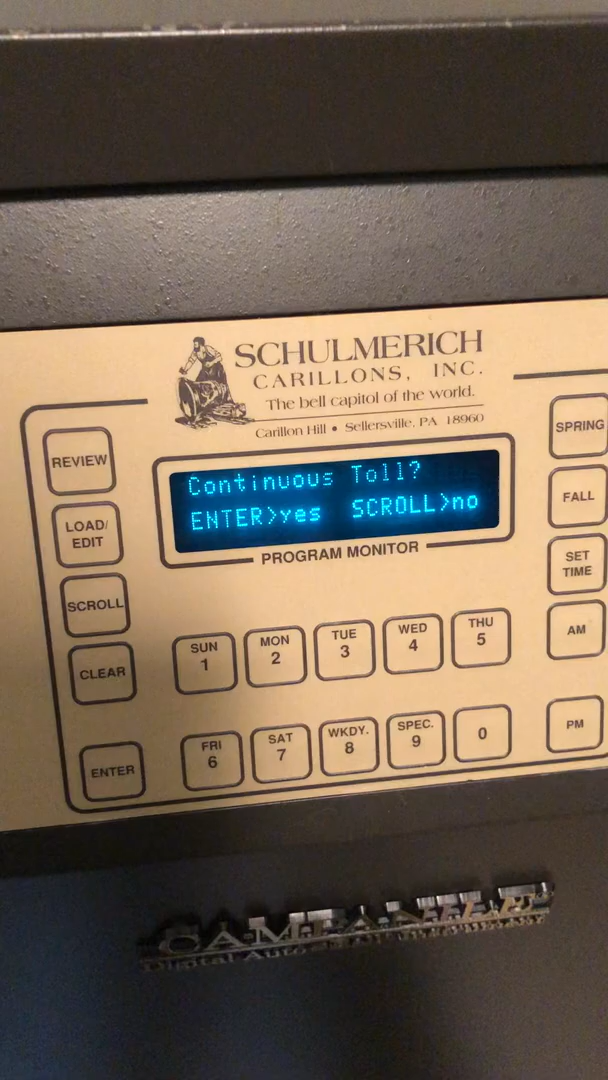 SCHULMERICH
CARILLONS, INC.
The bell capitol of the world.
Carillon Hill • Sellersville, PA 18960
Continuous Toll?
ENTER>yes SCROLL>no
PROGRAM MONITOR
REVIEW
LOAD/
EDIT
SCROLL
CLEAR
ENTER
SUN
1
MON
2
TUE
3
WED
4
THU
5
FRI
6
SAT
7
WKDY.
8
SPEC.
9
0
SPRING
FALL
SET
TIME
AM
PM
CAMPANILE